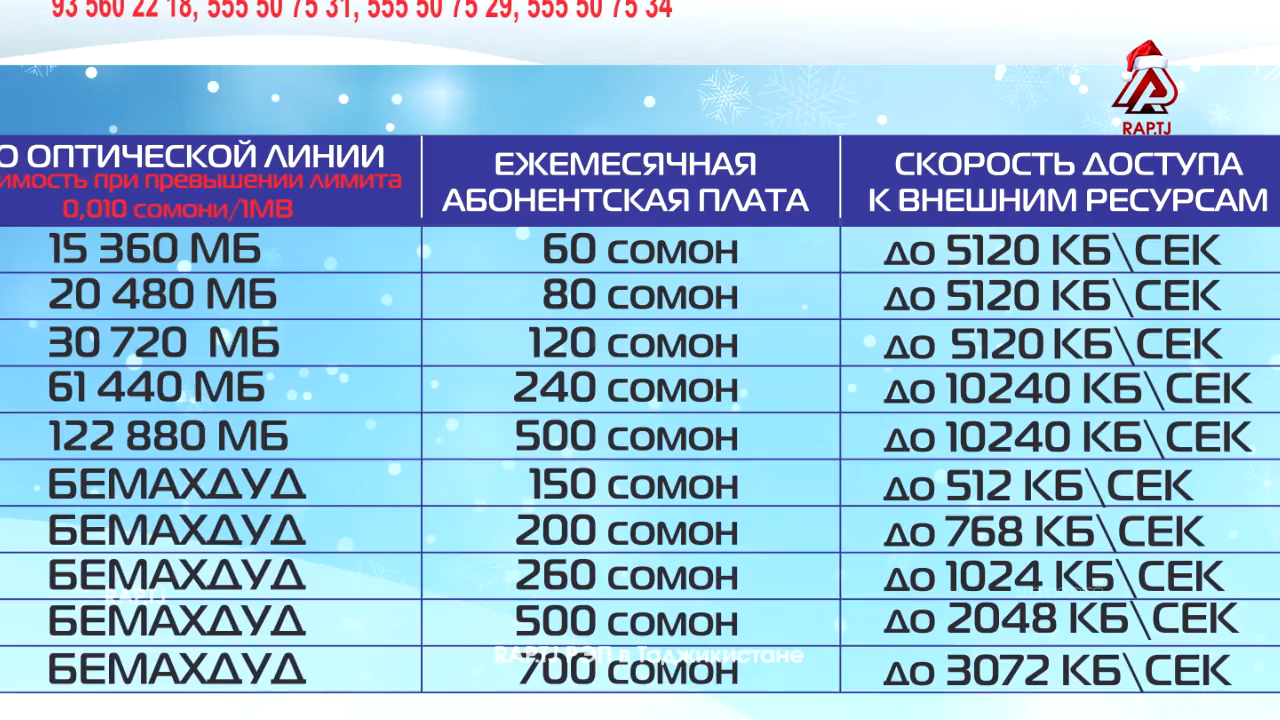 93 560 22 18, 555 50 75 31, 555 50 75 29, 555 50 75 34
RAP.TJ
О ОПТИЧЕСКОЙ ЛИНИИ
имость при превышении лимита
0,010 сомони/1МВ
ЕЖЕМЕСЯЧНАЯ
АБОНЕНТСКАЯ ПЛАТА
СКОРОСТЬ ДОСТУПА
К ВНЕШНИМ РЕСУРСАМ
15 360 МБ 60 сомон до 5120 КБ\СЕК
20 480 МБ 80 сомон до 5120 КБ\СЕК
30 720 МБ 120 сомон до 5120 КБ\СЕК
61 440 МБ 240 сомон до 10240 КБ\СЕК
122 880 МБ 500 сомон до 10240 КБ\СЕК
БЕМАХДУД 150 сомон до 512 КБ\СЕК
БЕМАХДУД 200 сомон до 768 КБ\СЕК
БЕМАХДУД 260 сомон до 1024 КБ\СЕК
RAP.TJ
БЕМАХДУД 500 сомон до 2048 КБ\СЕК
RAP.TJ РЭП в Таджикистане
БЕМАХДУД 700 сомон до 3072 КБ\СЕК